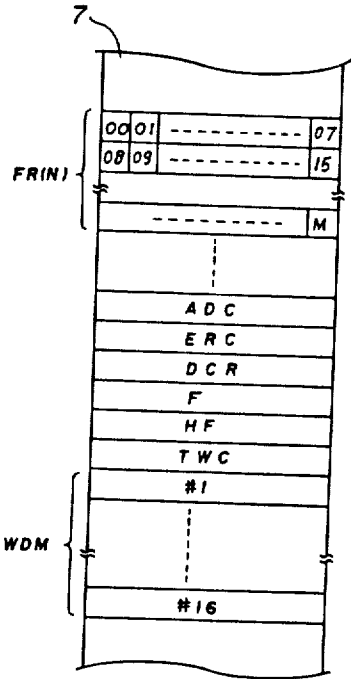 7
00 01 07
FR(N) 08 09 15
M
ADC
ERC
DCR
F
HF
TWC
#1
WDM
#16